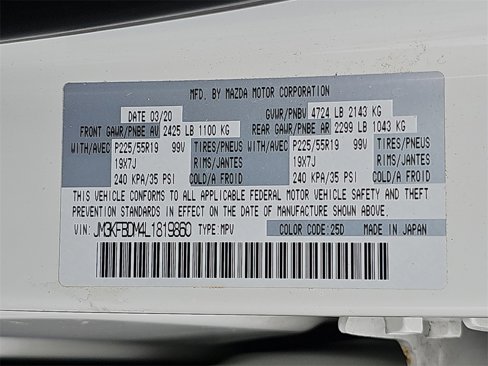 MFD. BY MAZDA MOTOR CORPORATION
DATE 03/20 GVWR/PNBV 4724 LB 2143 KG
FRONT GAWR/PNBE AV 2425 LB 1100 KG REAR GAWR/PNBE AR 2299 LB 1043 KG
WITH/AVEC P225/55R19 99V TIRES/PNEUS WITH/AVEC P225/55R19 99V TIRES/PNEUS
19X7J RIMS/JANTES 19X7J RIMS/JANTES
240 KPA/35 PSI COLD/A FROID 240 KPA/35 PSI COLD/A FROID
THIS VEHICLE CONFORMS TO ALL APPLICABLE FEDERAL MOTOR VEHICLE SAFETY AND THEFT
PREVENTION STANDARDS IN EFFECT ON THE DATE OF MANUFACTURE SHOWN ABOVE.
VIN: JM3KFBDM4L1819860 TYPE: MPV COLOR CODE: 25D MADE IN JAPAN